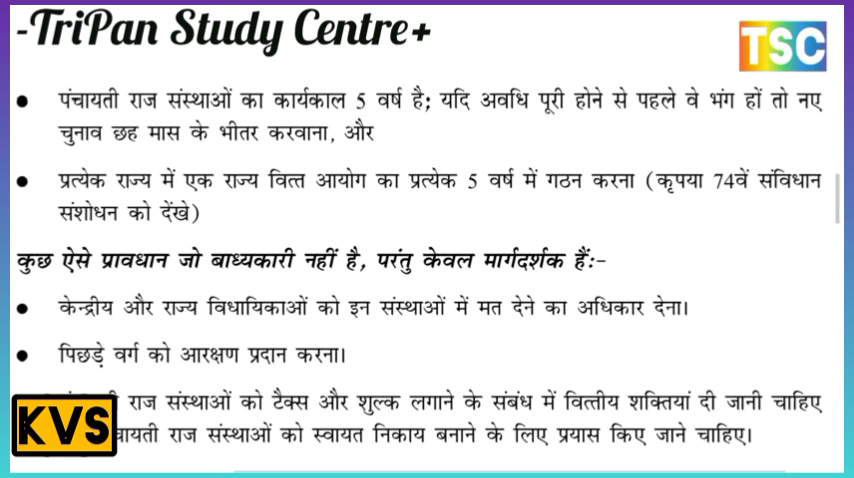 -TriPan Study Centre+
TSC
● पंचायती राज संस्थाओं का कार्यकाल 5 वर्ष है; यदि अवधि पूरी होने से पहले वे भंग हों तो नए
चुनाव छह मास के भीतर करवाना, और
● प्रत्येक राज्य में एक राज्य वित्त आयोग का प्रत्येक 5 वर्ष में गठन करना (कृपया 74वें संविधान
संशोधन को देंखे)
कुछ ऐसे प्रावधान जो बाध्यकारी नहीं है, परंतु केवल मार्गदर्शक हैंः-
● केन्द्रीय और राज्य विधायिकाओं को इन संस्थाओं में मत देने का अधिकार देना।
● पिछड़े वर्ग को आरक्षण प्रदान करना।
राज संस्थाओं को टैक्स और शुल्क लगाने के संबंध में वित्तीय शक्तियां दी जानी चाहिए
KVS राज संस्थाओं को स्वायत निकाय बनाने के लिए प्रयास किए जाने चाहिए।